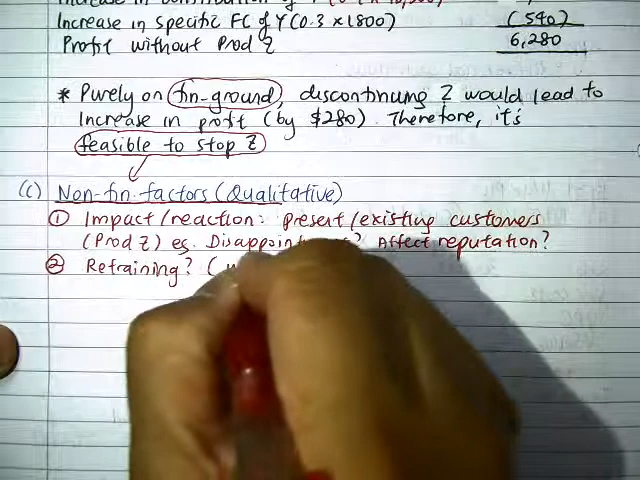 Increase in specific FC of Y (0.3 x 1800) (540)
Profit without Prod Z 6,280
* Purely on fin-ground, discontinuing Z would lead to
Increase in profit (by $280). Therefore, it's
feasible to stop Z
(c) Non-fin. factors (Qualitative)
① Impact/reaction: present/existing customers
(Prod Z) eg. Affect reputation?
② Retraining? (